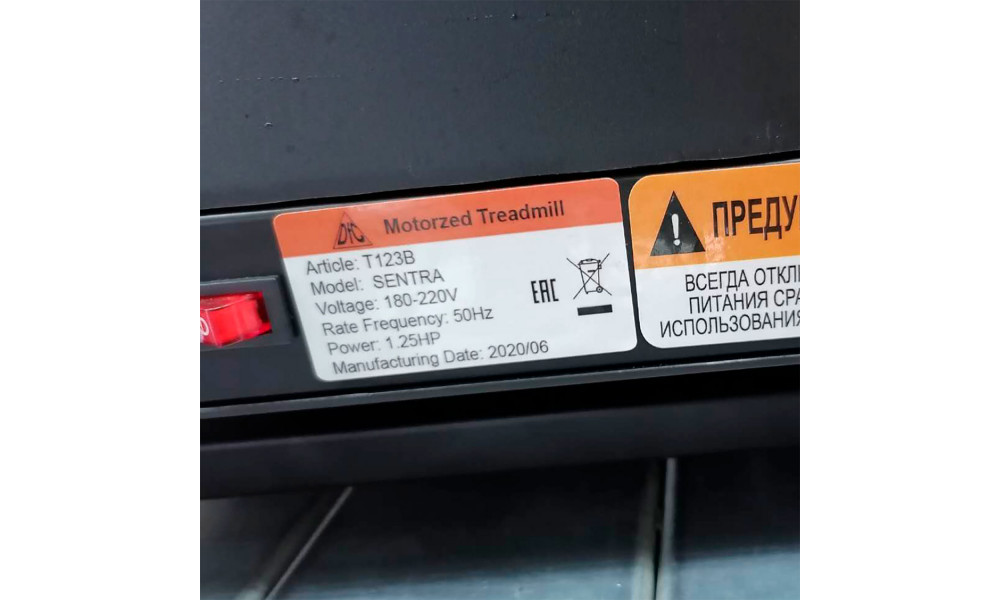 DFC Motorzed Treadmill
Article: T123B
Model: SENTRA
Voltage: 180-220V
Rate Frequency: 50Hz
Power: 1.25HP
Manufacturing Date: 2020/06
EAC
ПРЕДУ
ВСЕГДА ОТКЛ
ПИТАНИЯ СРА
ИСПОЛЬЗОВАНИЯ